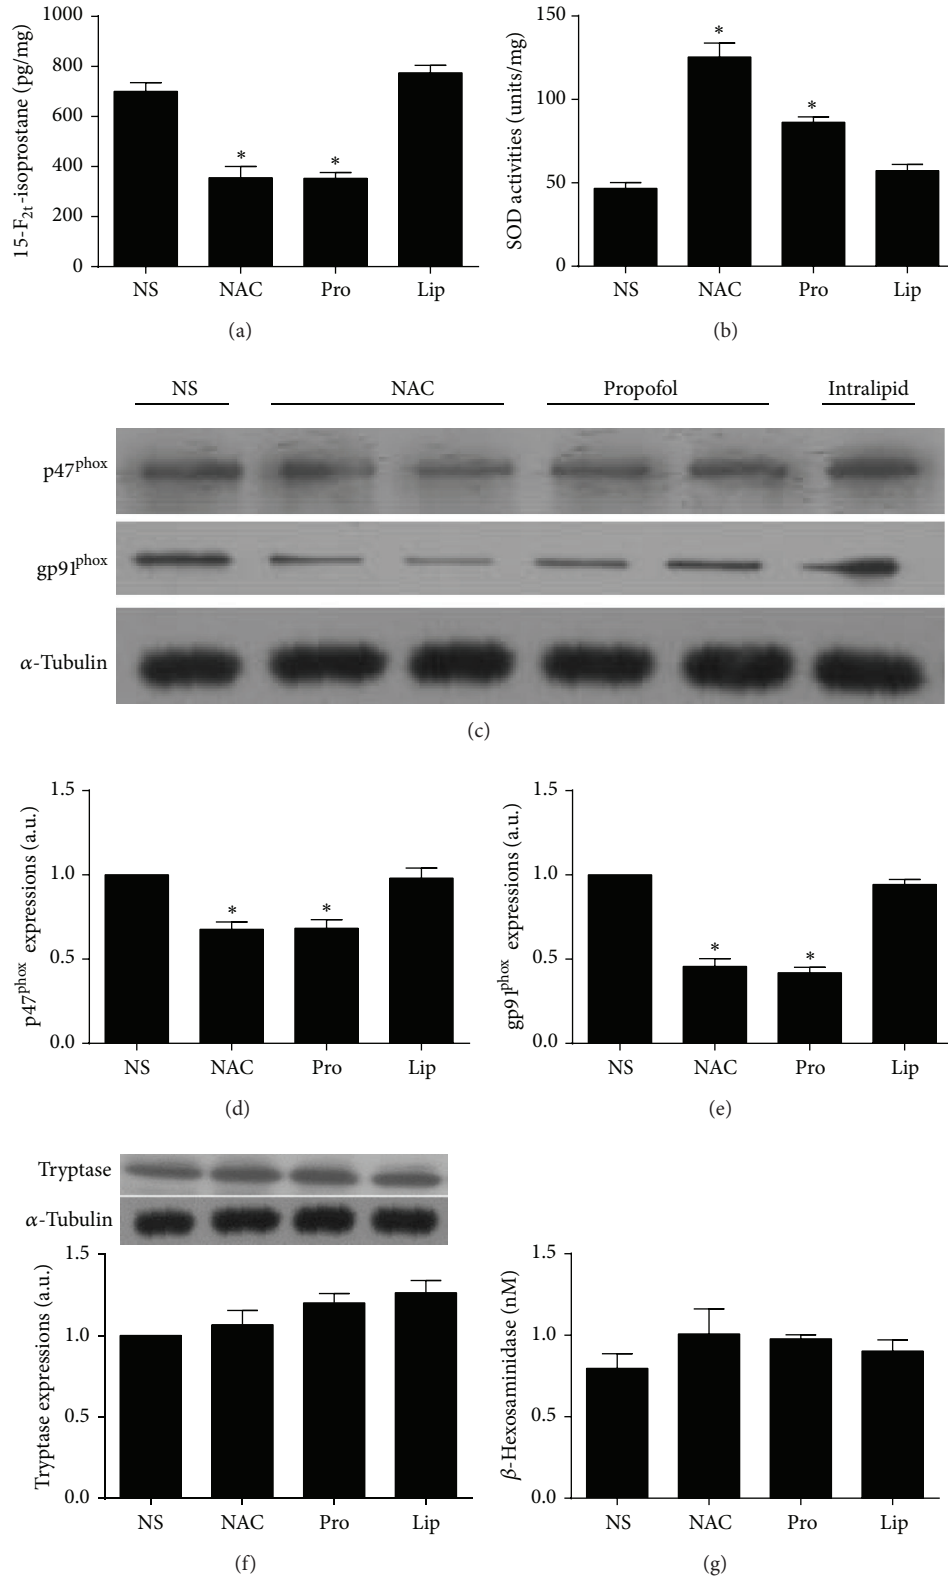 15-F2t-isoprostane (pg/mg)
1000
800
600
400
200
0
*
*
NS NAC Pro Lip
(a)
SOD activities (units/mg)
150
100
50
0
*
*
NS NAC Pro Lip
(b)
NS NAC Propofol Intralipid
p47phox
gp91phox
α-Tubulin
(c)
p47phox expressions (a.u.)
1.5
1.0
0.5
0.0
*
*
NS NAC Pro Lip
(d)
gp91phox expressions (a.u.)
1.5
1.0
0.5
0.0
*
*
NS NAC Pro Lip
(e)
Tryptase
α-Tubulin
Tryptase expressions (a.u.)
1.5
1.0
0.5
0.0
NS NAC Pro Lip
(f)
β-Hexosaminidase (nM)
1.5
1.0
0.5
0.0
NS NAC Pro Lip
(g)